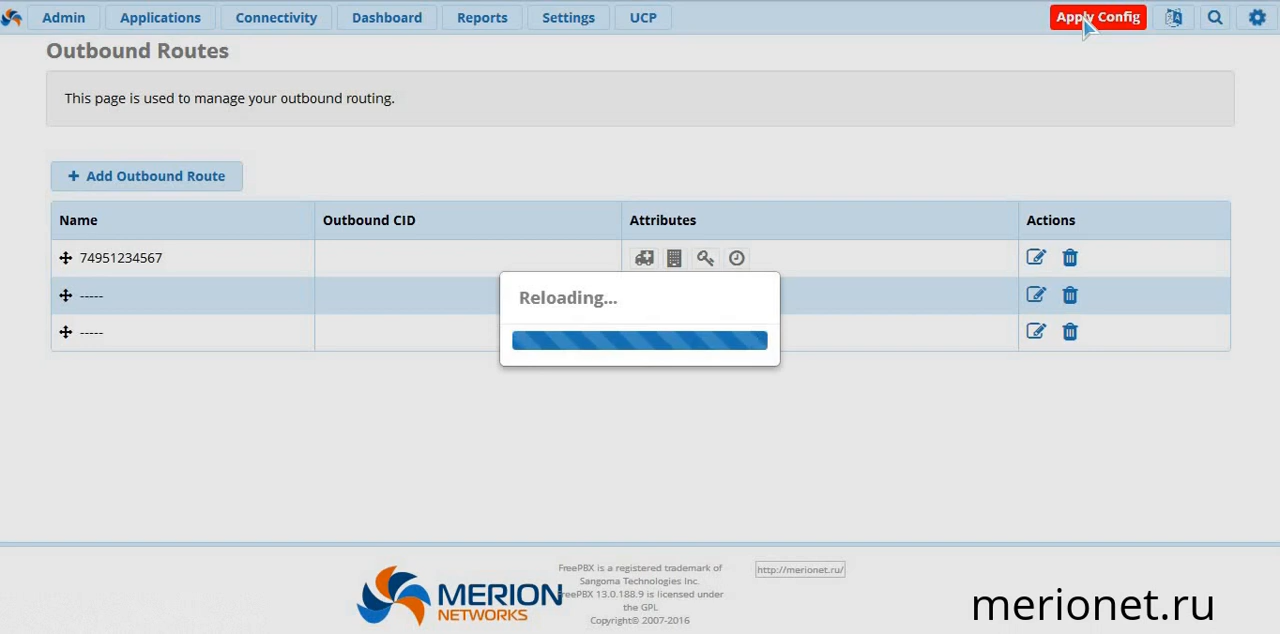 Admin
Applications
Connectivity
Dashboard
Reports
Settings
UCP
Apply Config
Outbound Routes
This page is used to manage your outbound routing.
+ Add Outbound Route
Name
Outbound CID
Attributes
Actions
74951234567
-----
-----
Reloading...
MERION
NETWORKS
FreePBX is a registered trademark of
Sangoma Technologies Inc.
FreePBX 13.0.188.9 is licensed under
the GPL
Copyright© 2007-2016
http://merionet.ru/
merionet.ru